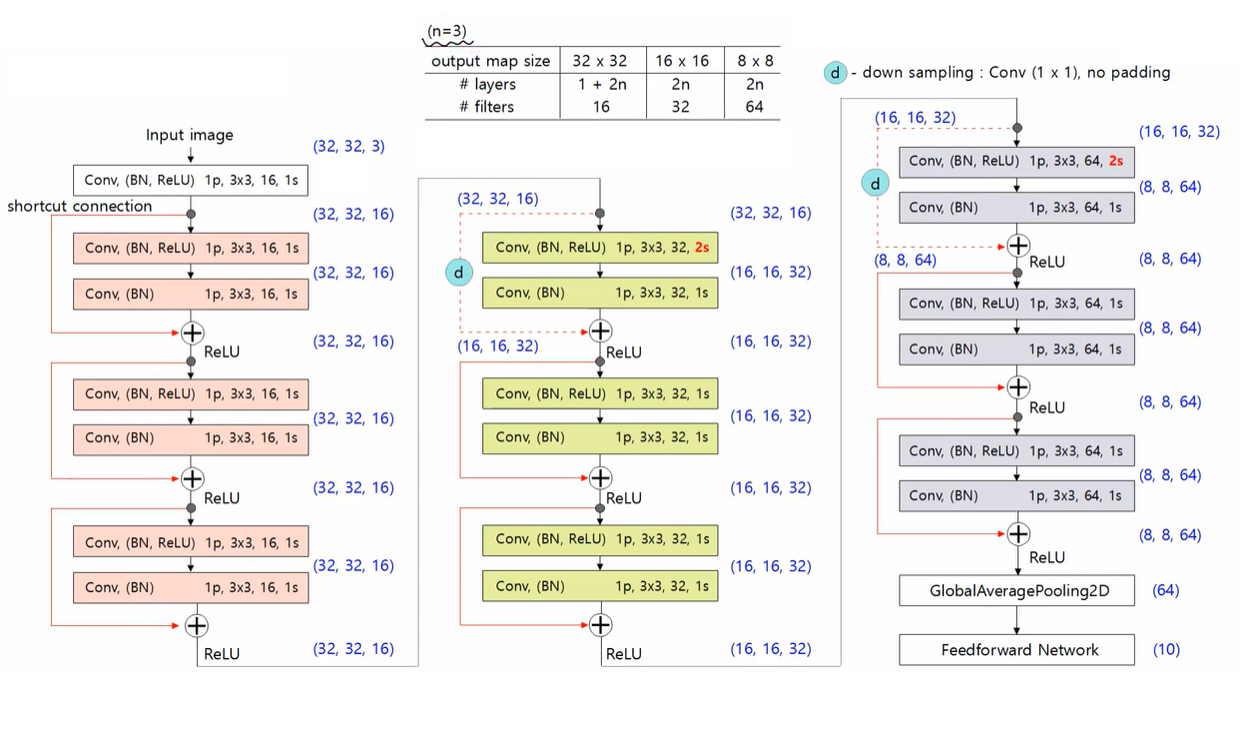 (n=3)
output map size 32 x 32 16 x 16 8 x 8
# layers 1 + 2n 2n 2n
# filters 16 32 64
d - down sampling : Conv (1 x 1), no padding
Input image
(32, 32, 3)
Conv, (BN, ReLU) 1p, 3x3, 16, 1s
shortcut connection
(32, 32, 16)
Conv, (BN, ReLU) 1p, 3x3, 16, 1s
(32, 32, 16)
Conv, (BN) 1p, 3x3, 16, 1s
(32, 32, 16)
ReLU
Conv, (BN, ReLU) 1p, 3x3, 16, 1s
(32, 32, 16)
Conv, (BN) 1p, 3x3, 16, 1s
(32, 32, 16)
ReLU
Conv, (BN, ReLU) 1p, 3x3, 16, 1s
(32, 32, 16)
Conv, (BN) 1p, 3x3, 16, 1s
ReLU
(32, 32, 16)
(32, 32, 16)
(32, 32, 16)
Conv, (BN, ReLU) 1p, 3x3, 32, 2s
d
(16, 16, 32)
Conv, (BN) 1p, 3x3, 32, 1s
(16, 16, 32)
(16, 16, 32)
ReLU
Conv, (BN, ReLU) 1p, 3x3, 32, 1s
(16, 16, 32)
Conv, (BN) 1p, 3x3, 32, 1s
(16, 16, 32)
ReLU
Conv, (BN, ReLU) 1p, 3x3, 32, 1s
(16, 16, 32)
Conv, (BN) 1p, 3x3, 32, 1s
ReLU
(16, 16, 32)
(16, 16, 32)
(16, 16, 32)
Conv, (BN, ReLU) 1p, 3x3, 64, 2s
d
(8, 8, 64)
Conv, (BN) 1p, 3x3, 64, 1s
(8, 8, 64)
ReLU
(8, 8, 64)
Conv, (BN, ReLU) 1p, 3x3, 64, 1s
(8, 8, 64)
Conv, (BN) 1p, 3x3, 64, 1s
ReLU
(8, 8, 64)
Conv, (BN, ReLU) 1p, 3x3, 64, 1s
(8, 8, 64)
Conv, (BN) 1p, 3x3, 64, 1s
(8, 8, 64)
ReLU
GlobalAveragePooling2D
(64)
Feedforward Network
(10)